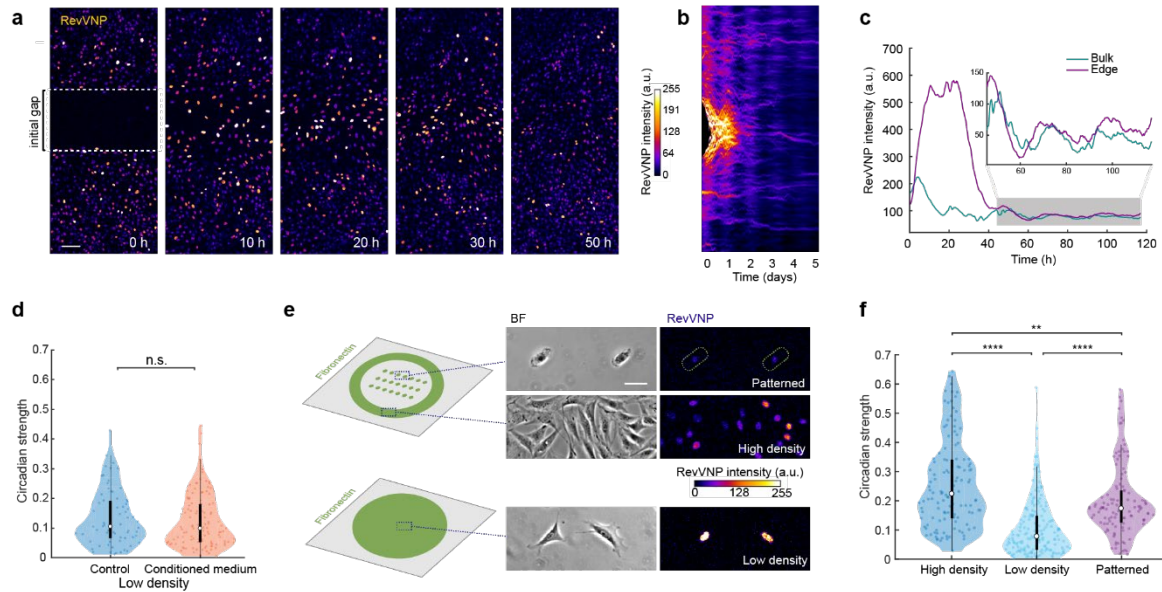 a
RevVNP
initial gap
0 h
10 h
20 h
30 h
50 h
RevVNP intensity (a.u.)
255
191
128
64
0
b
0 1 2 3 4 5
Time (days)
c
RevVNP intensity (a.u.)
700
600
500
400
300
200
100
0 20 40 60 80 100 120
Time (h)
150
100
50
60 80 100
Bulk
Edge
d
Circadian strength
0.7
0.6
0.5
0.4
0.3
0.2
0.1
0
n.s.
Control Conditioned medium
Low density
e
Fibronectin
Fibronectin
BF
RevVNP
Patterned
High density
RevVNP intensity (a.u.)
0 128 255
Low density
f
Circadian strength
0.7
0.6
0.5
0.4
0.3
0.2
0.1
0
**
**** ****
High density Low density Patterned